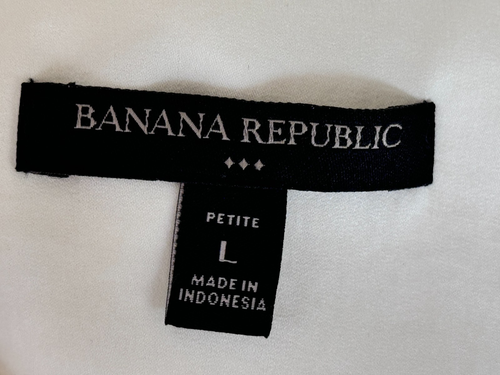 BANANA REPUBLIC
PETITE
L
MADE IN
INDONESIA